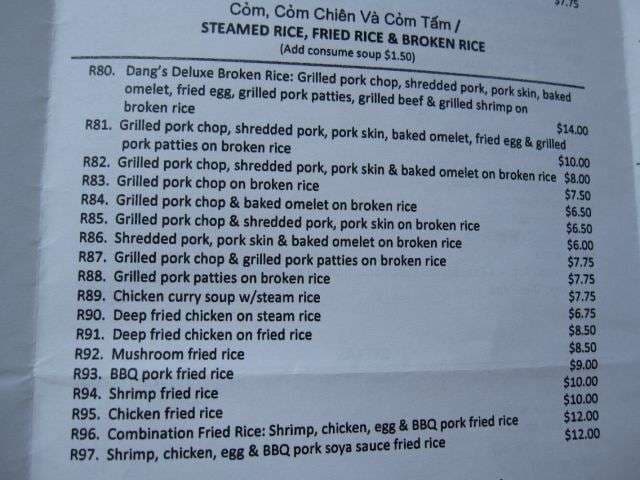 $7.75
Cỏm, Cỏm Chiên Và Cỏm Tấm /
STEAMED RICE, FRIED RICE & BROKEN RICE
(Add consume soup $1.50)
R80. Dang's Deluxe Broken Rice: Grilled pork chop, shredded pork, pork skin, baked
omelet, fried egg, grilled pork patties, grilled beef & grilled shrimp on
broken rice $14.00
R81. Grilled pork chop, shredded pork, pork skin, baked omelet, fried egg & grilled
pork patties on broken rice $10.00
R82. Grilled pork chop, shredded pork, pork skin & baked omelet on broken rice $8.00
R83. Grilled pork chop on broken rice $7.50
R84. Grilled pork chop & baked omelet on broken rice $6.50
R85. Grilled pork chop & shredded pork, pork skin on broken rice $6.50
R86. Shredded pork, pork skin & baked omelet on broken rice $6.00
R87. Grilled pork chop & grilled pork patties on broken rice $7.75
R88. Grilled pork patties on broken rice $7.75
R89. Chicken curry soup w/steam rice $7.75
R90. Deep fried chicken on steam rice $6.75
R91. Deep fried chicken on fried rice $8.50
R92. Mushroom fried rice $8.50
R93. BBQ pork fried rice $9.00
R94. Shrimp fried rice $10.00
R95. Chicken fried rice $10.00
R96. Combination Fried Rice: Shrimp, chicken, egg & BBQ pork fried rice $12.00
R97. Shrimp, chicken, egg & BBQ pork soya sauce fried rice $12.00